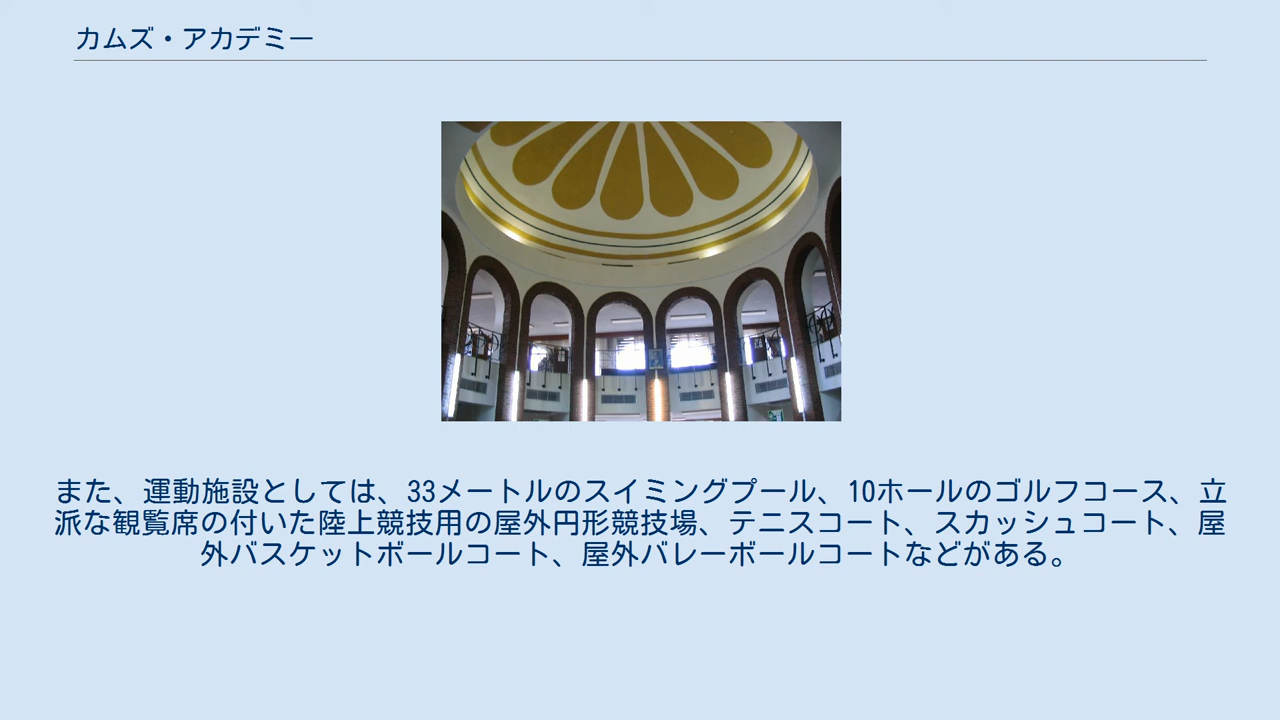 カムズ・アカデミー
また、運動施設としては、33メートルのスイミングプール、10ホールのゴルフコース、立
派な観覧席の付いた陸上競技用の屋外円形競技場、テニスコート、スカッシュコート、屋
外バスケットボールコート、屋外バレーボールコートなどがある。